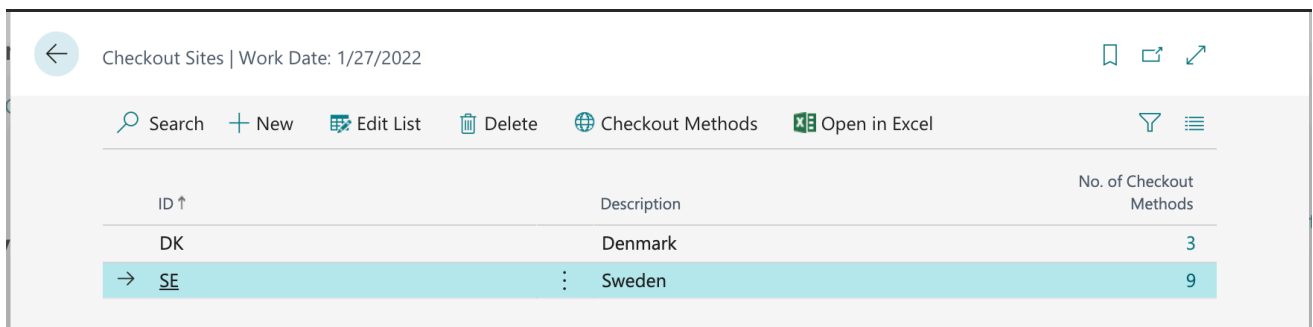 Checkout Sites | Work Date: 1/27/2022
Search New Edit List Delete Checkout Methods Open in Excel
ID↑ Description No. of Checkout
Methods
DK Denmark 3
→ SE Sweden 9